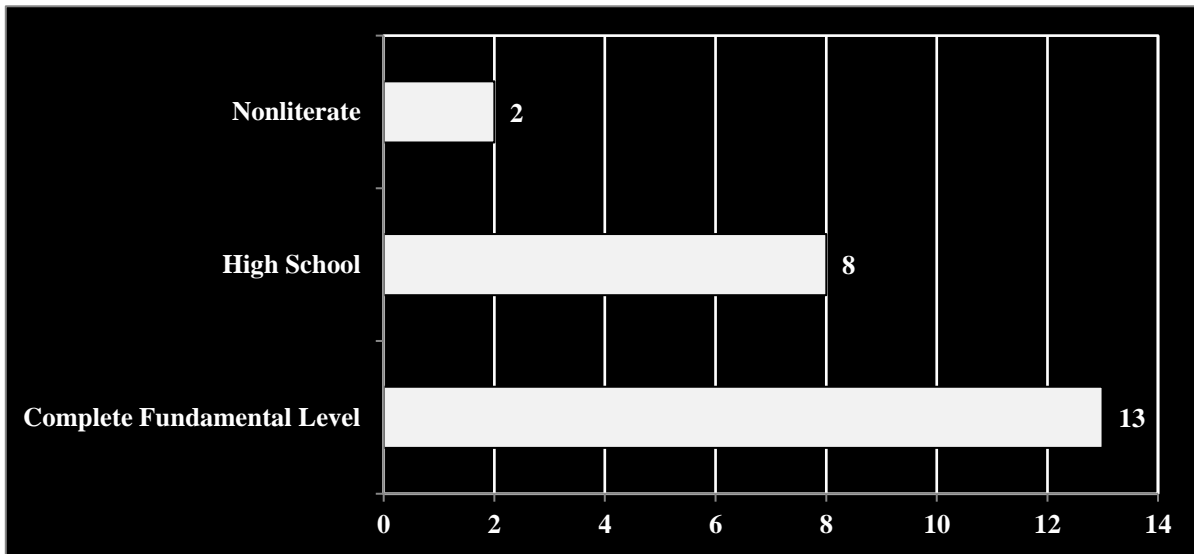 Nonliterate
2
High School
8
Complete Fundamental Level
13
0 2 4 6 8 10 12 14